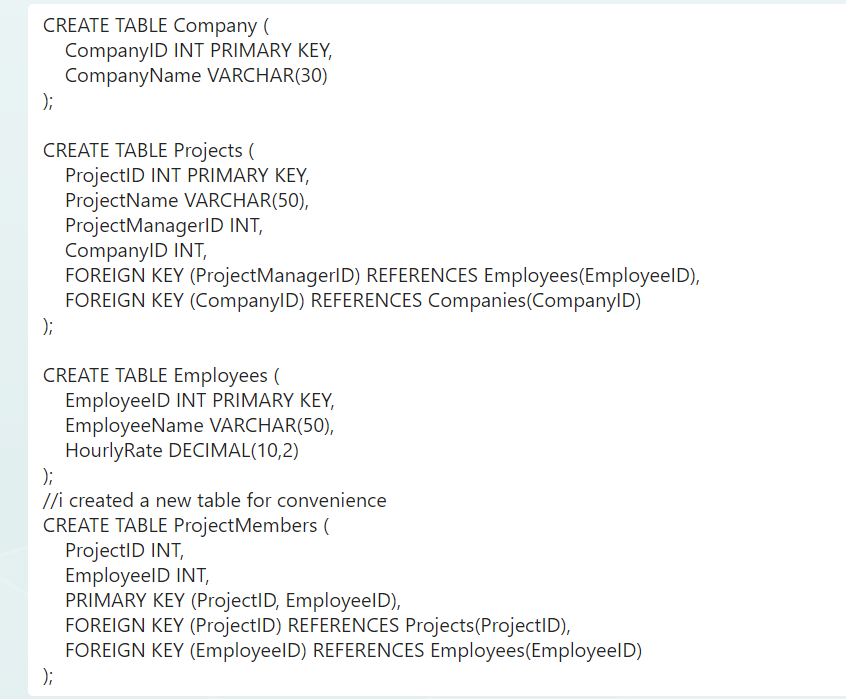 CREATE TABLE Company (
CompanyID INT PRIMARY KEY,
CompanyName VARCHAR(30)
);
CREATE TABLE Projects (
ProjectID INT PRIMARY KEY,
ProjectName VARCHAR(50),
ProjectManagerID INT,
CompanyID INT,
FOREIGN KEY (ProjectManagerID) REFERENCES Employees(EmployeeID),
FOREIGN KEY (CompanyID) REFERENCES Companies(CompanyID)
);
CREATE TABLE Employees (
EmployeeID INT PRIMARY KEY,
EmployeeName VARCHAR(50),
HourlyRate DECIMAL(10,2)
);
//i created a new table for convenience
CREATE TABLE ProjectMembers (
ProjectID INT,
EmployeeID INT,
PRIMARY KEY (ProjectID, EmployeeID),
FOREIGN KEY (ProjectID) REFERENCES Projects(ProjectID),
FOREIGN KEY (EmployeeID) REFERENCES Employees(EmployeeID)
);